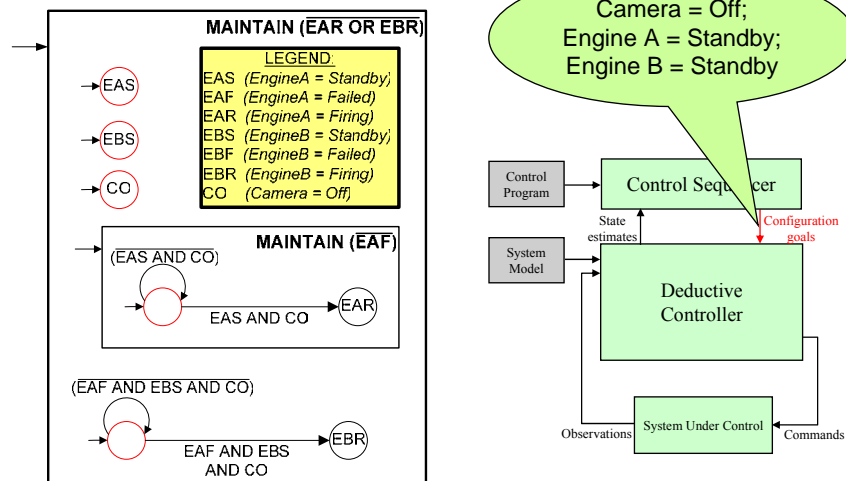 MAINTAIN (EAR OR EBR)
LEGEND:
EAS (EngineA = Standby)
EAF (EngineA = Failed)
EAR (EngineA = Firing)
EBS (EngineB = Standby)
EBF (EngineB = Failed)
EBR (EngineB = Firing)
CO (Camera = Off)
EAS
EBS
CO
MAINTAIN (EAF)
(EAS AND CO)
EAS AND CO
EAR
(EAF AND EBS AND CO)
EAF AND EBS
AND CO
EBR
Camera = Off;
Engine A = Standby;
Engine B = Standby
Control
Program
Control Sequencer
State
estimates
Configuration
goals
System
Model
Deductive
Controller
Observations
System Under Control
Commands